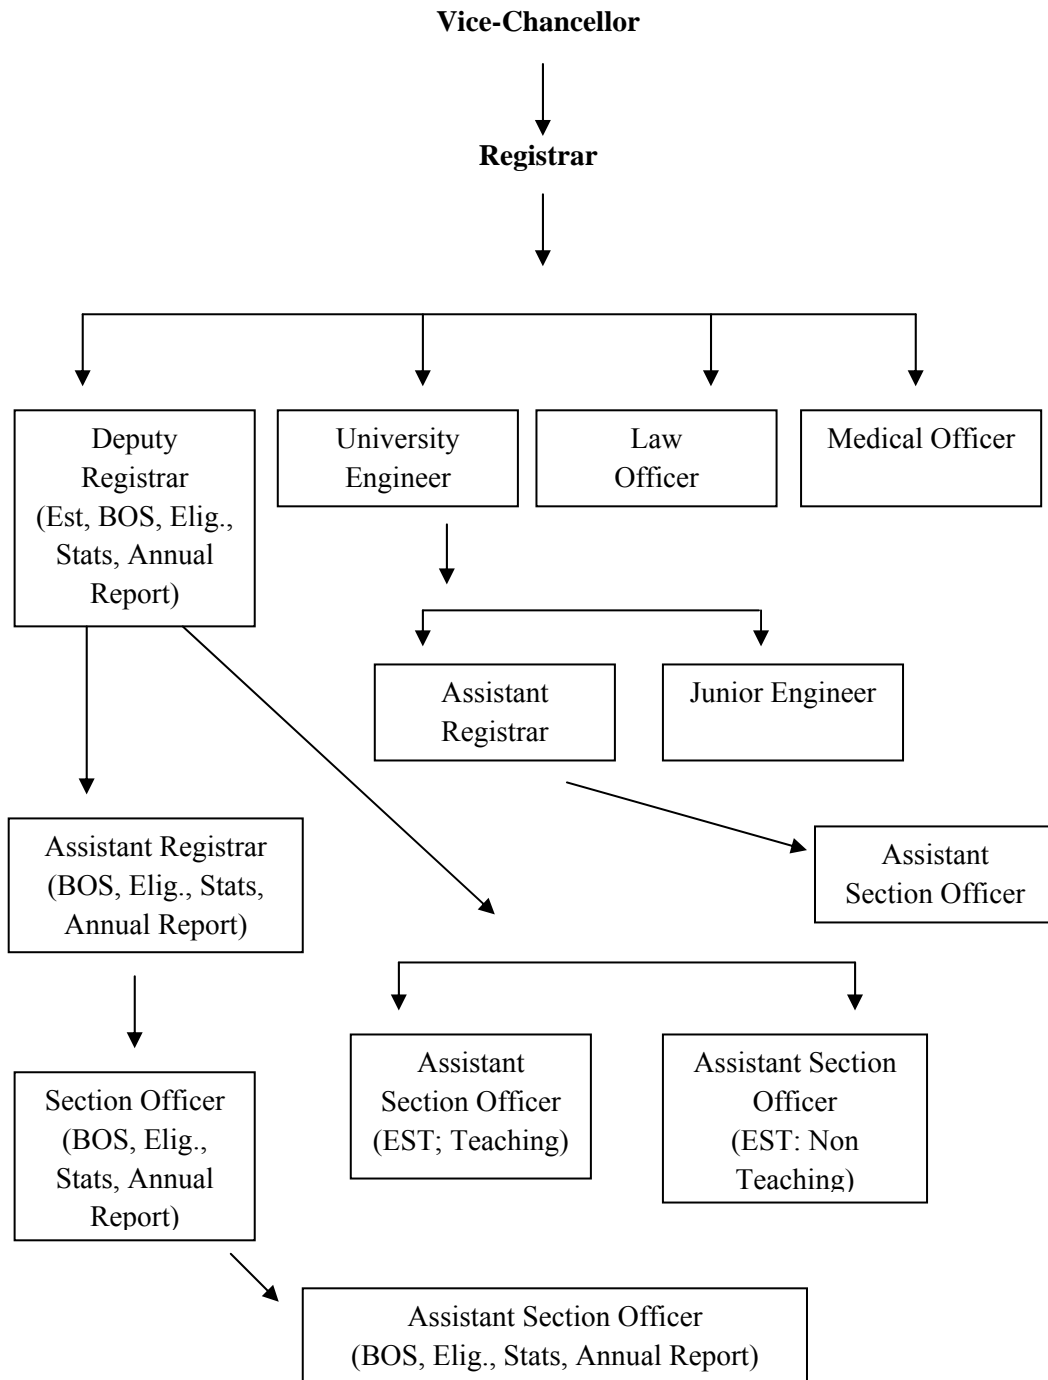 Vice-Chancellor
Registrar
Deputy
Registrar
(Est, BOS, Elig.,
Stats, Annual
Report)
University
Engineer
Law
Officer
Medical Officer
Assistant
Registrar
Junior Engineer
Assistant Registrar
(BOS, Elig., Stats,
Annual Report)
Assistant
Section Officer
Assistant
Section Officer
(EST; Teaching)
Assistant Section
Officer
(EST: Non
Teaching)
Section Officer
(BOS, Elig.,
Stats, Annual
Report)
Assistant Section Officer
(BOS, Elig., Stats, Annual Report)